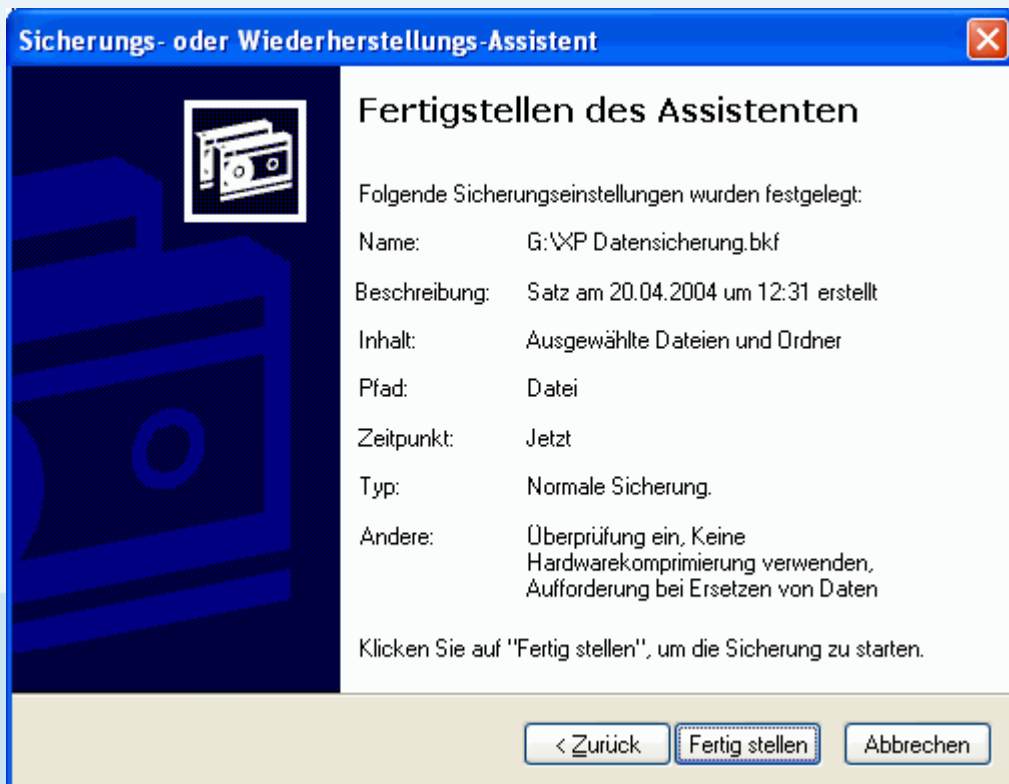 Sicherungs- oder Wiederherstellungs-Assistent
Fertigstellen des Assistenten
Folgende Sicherungseinstellungen wurden festgelegt:
Name: G:\XP Datensicherung.bkf
Beschreibung: Satz am 20.04.2004 um 12:31 erstellt
Inhalt: Ausgewählte Dateien und Ordner
Pfad: Datei
Zeitpunkt: Jetzt
Typ: Normale Sicherung.
Andere: Überprüfung ein, Keine
Hardwarekomprimierung verwenden,
Aufforderung bei Ersetzen von Daten
Klicken Sie auf "Fertig stellen", um die Sicherung zu starten.
< Zurück Fertig stellen Abbrechen